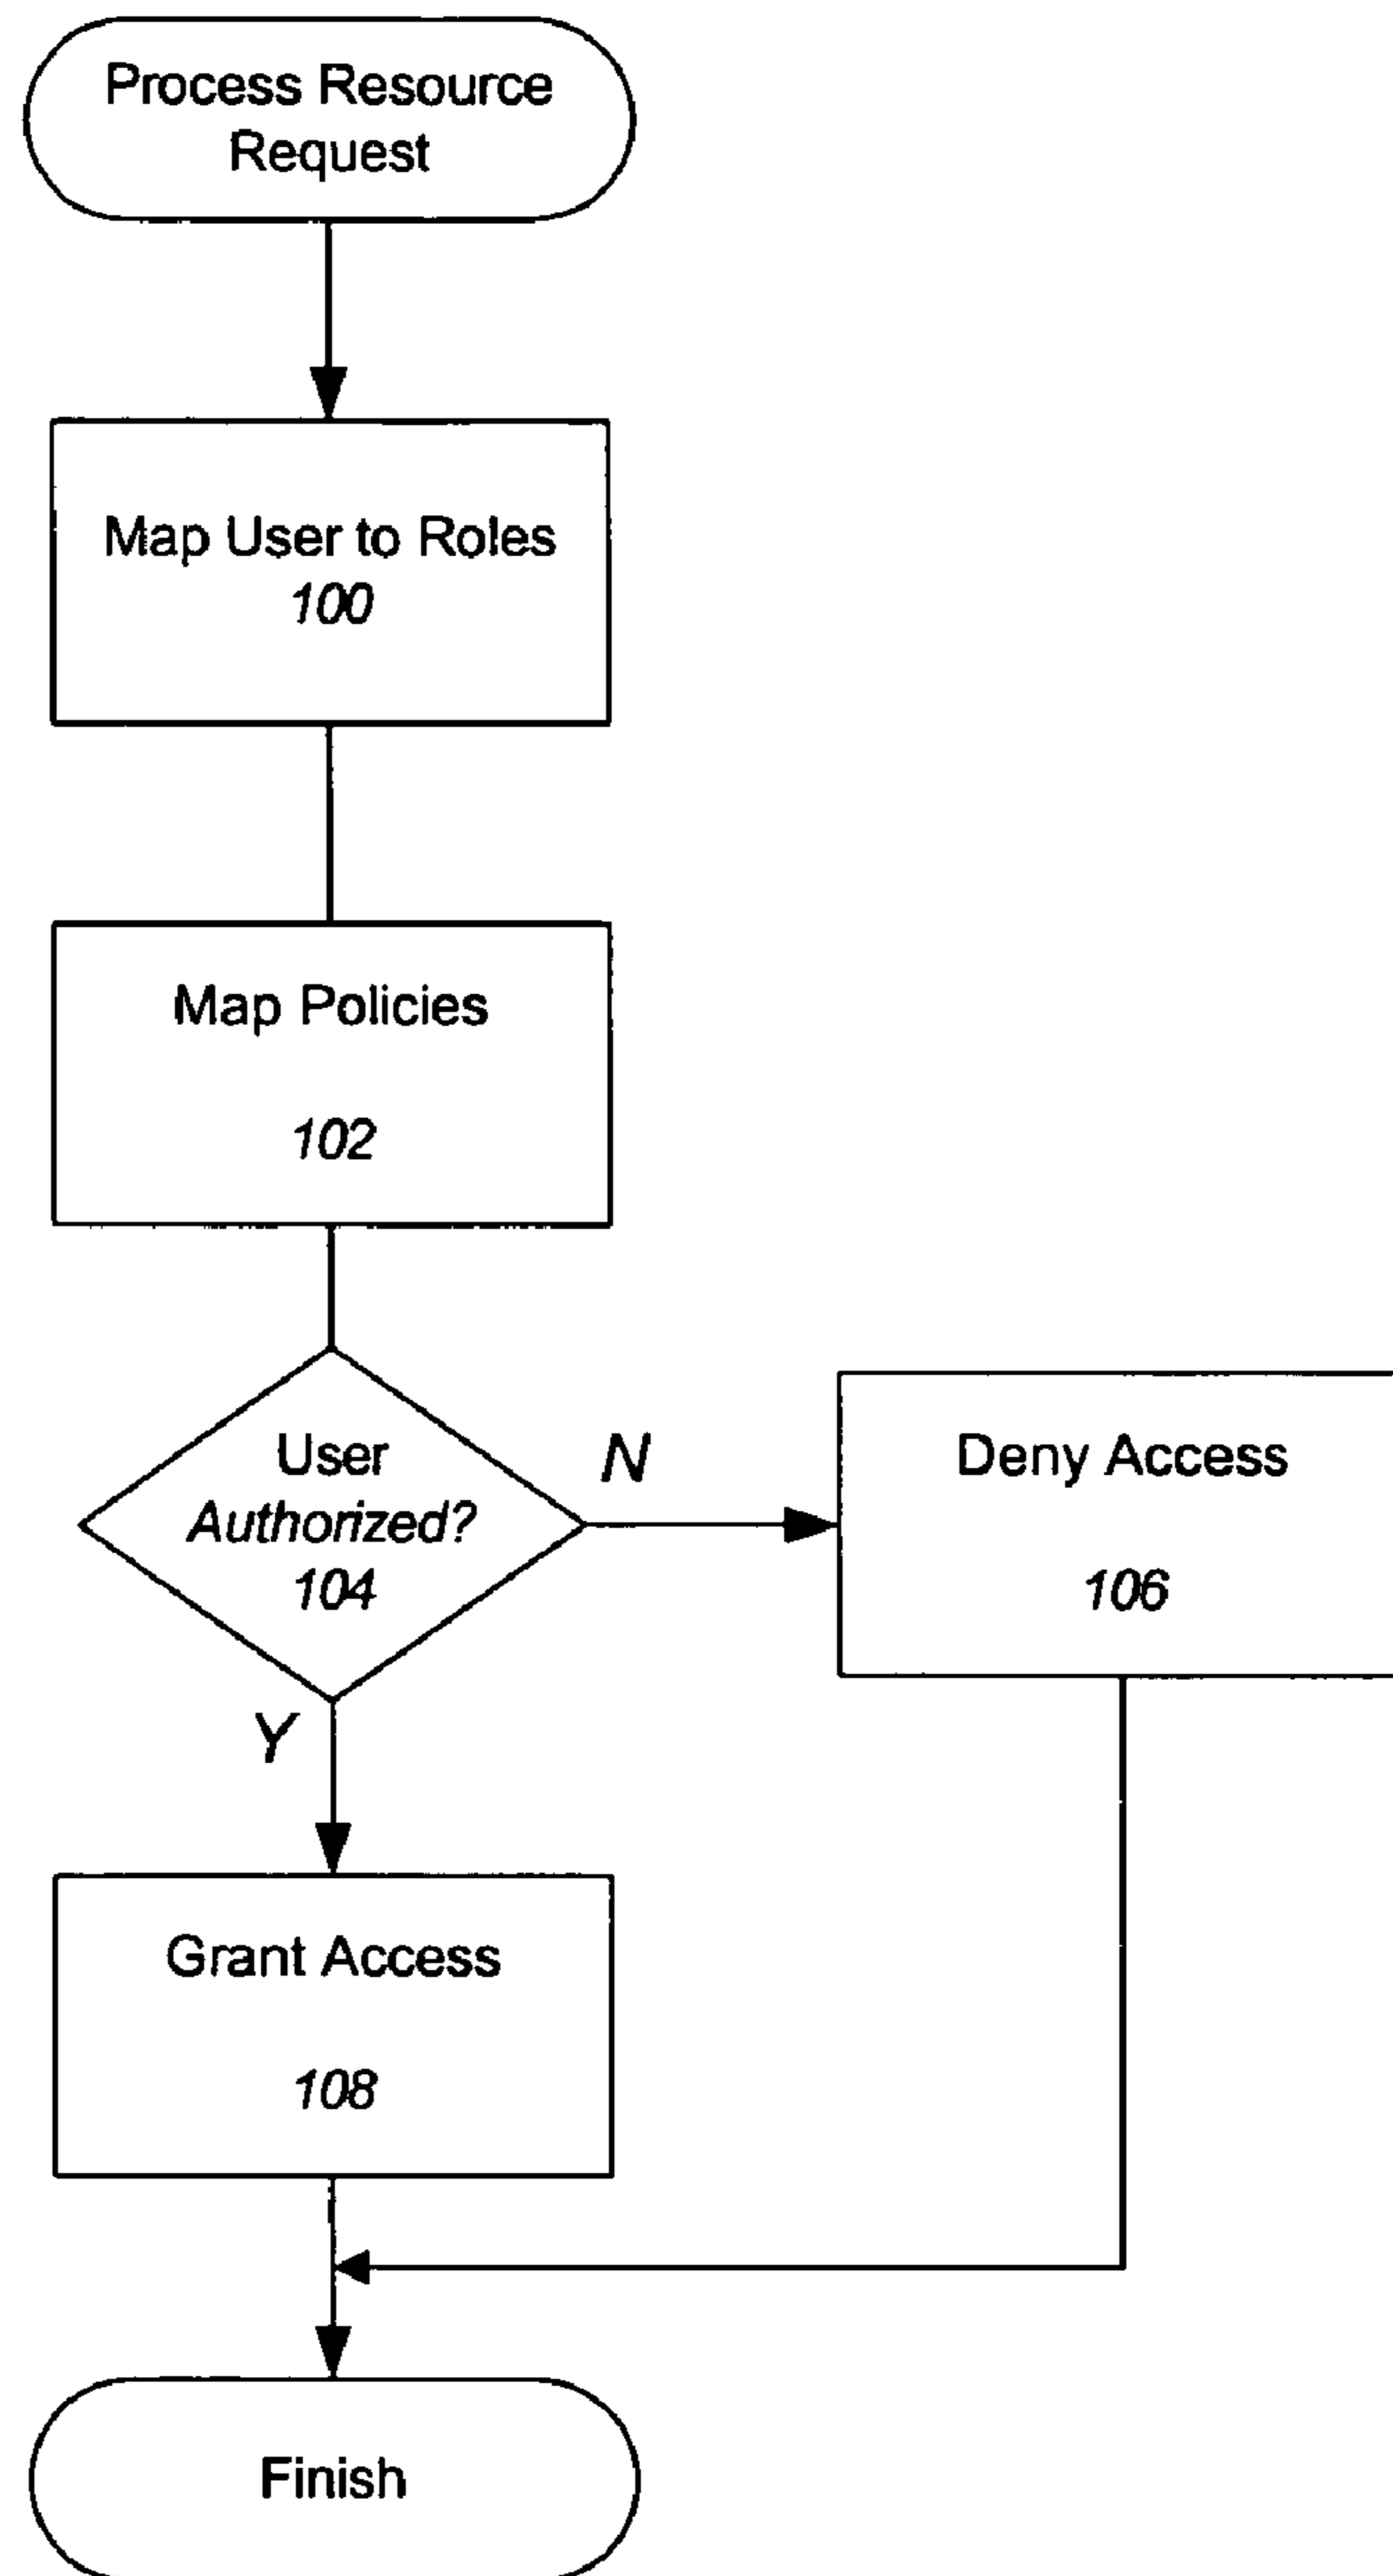 Process Resource
Request
Map User to Roles
100
Map Policies
102
User
Authorized?
104
N
Deny Access
106
Y
Grant Access
108
Finish